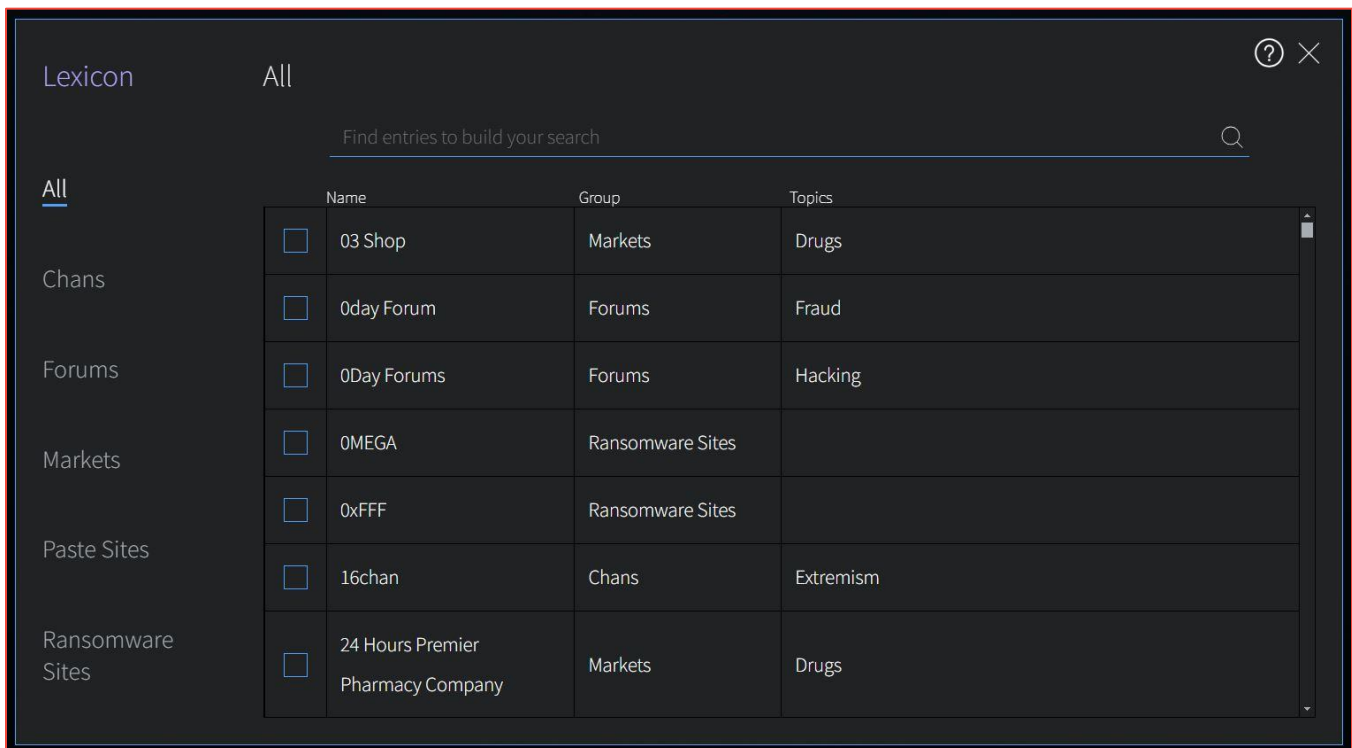 Lexicon
All
Find entries to build your search
All
Chans
Forums
Markets
Paste Sites
Ransomware
Sites
Name Group Topics
03 Shop Markets Drugs
0day Forum Forums Fraud
0Day Forums Forums Hacking
0MEGA Ransomware Sites
0xFFF Ransomware Sites
16chan Chans Extremism
24 Hours Premier
Pharmacy Company Markets Drugs